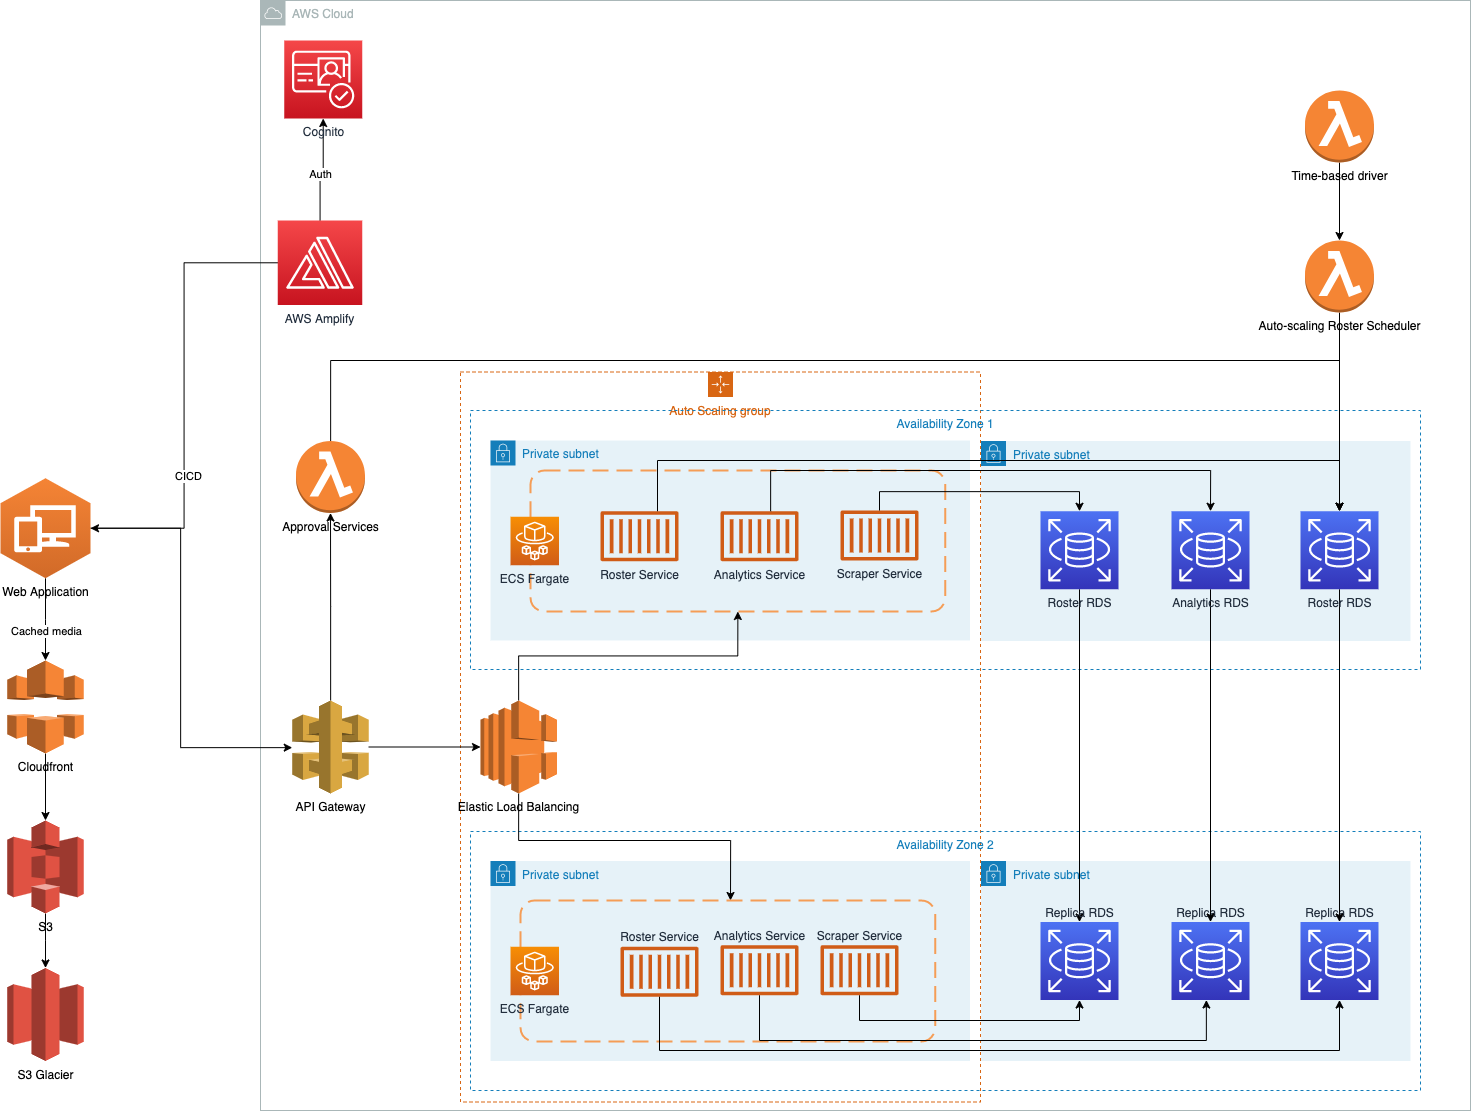 AWS Cloud
Cognito
Auth
AWS Amplify
Time-based driver
Auto-scaling Roster Scheduler
Auto Scaling group
Availability Zone 1
Private subnet
Private subnet
CICD
Approval Services
ECS Fargate
Roster Service
Analytics Service
Scraper Service
Roster RDS
Analytics RDS
Roster RDS
Web Application
Cached media
Cloudfront
API Gateway
Elastic Load Balancing
Availability Zone 2
Private subnet
Private subnet
S3
Roster Service
Analytics Service
Scraper Service
Replica RDS
Replica RDS
Replica RDS
ECS Fargate
S3 Glacier